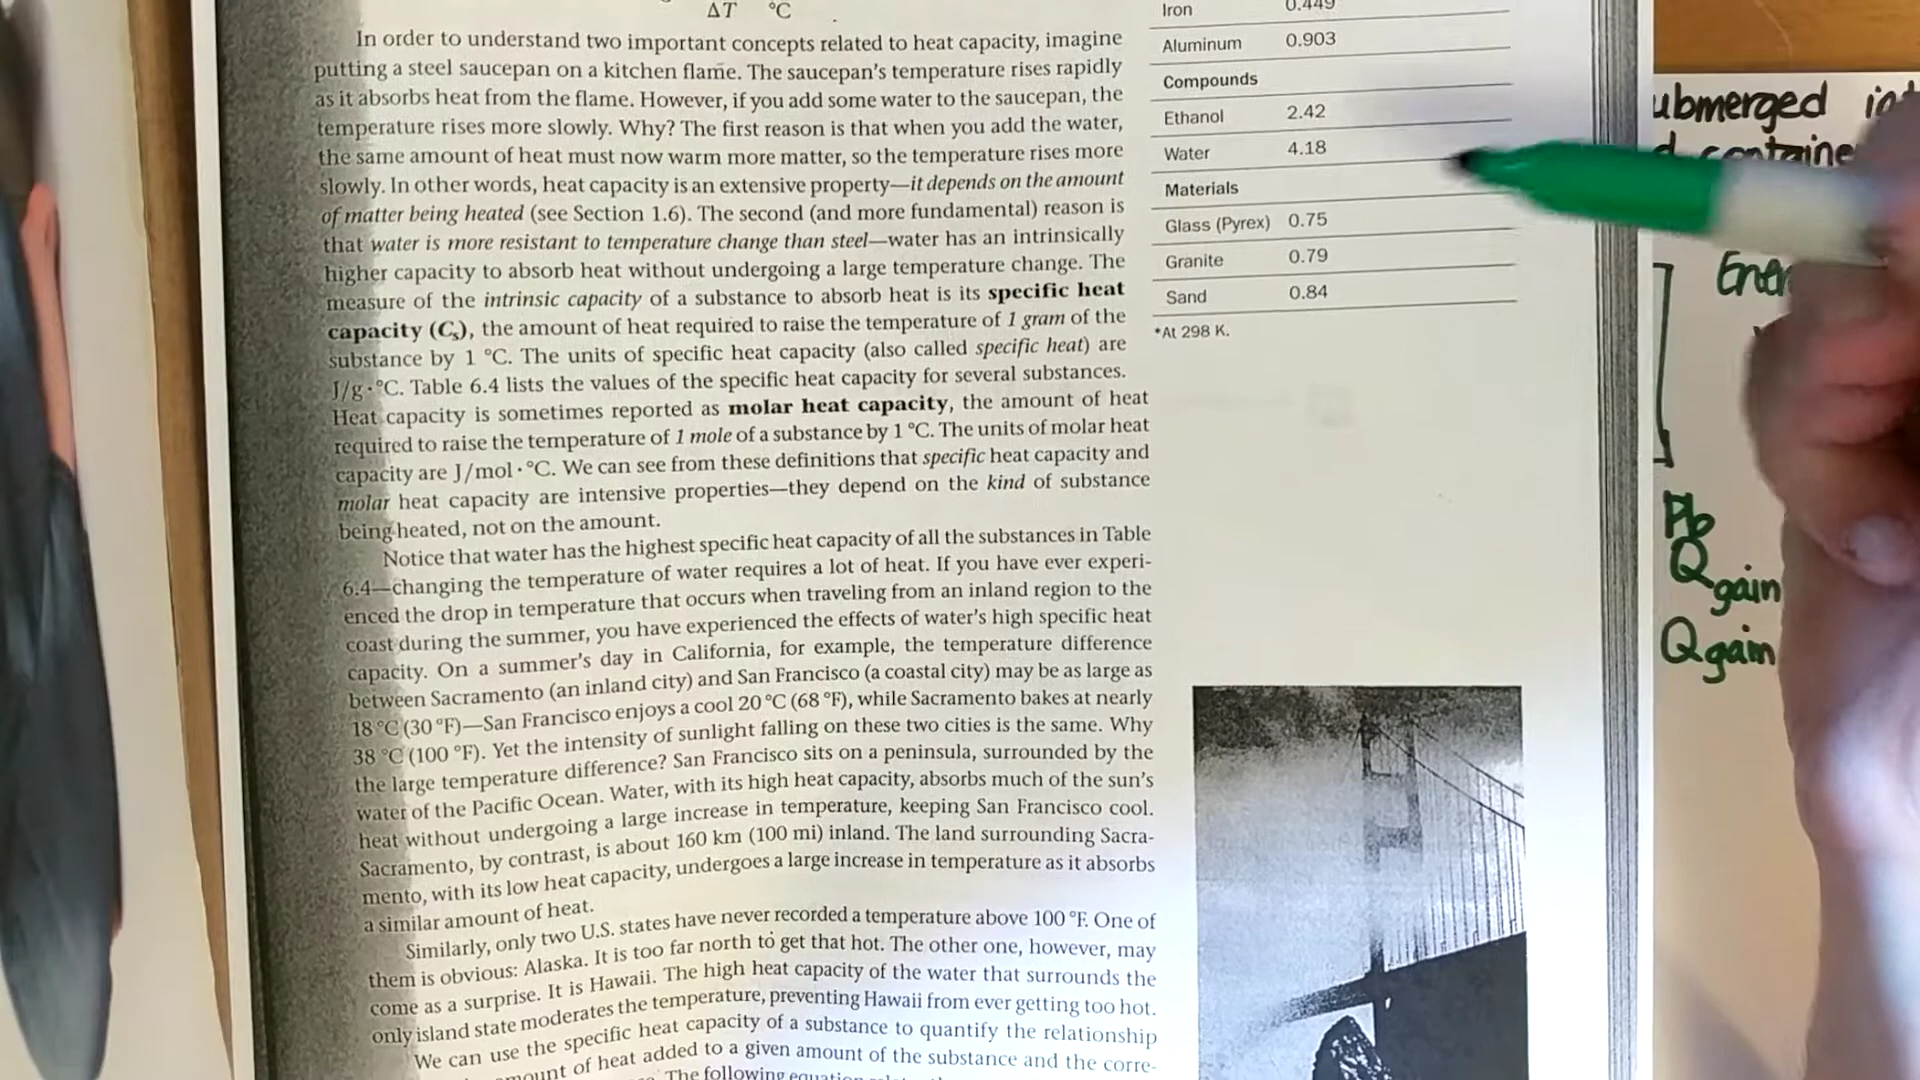 ΔT °C
In order to understand two important concepts related to heat capacity, imagine
putting a steel saucepan on a kitchen flame. The saucepan's temperature rises rapidly
as it absorbs heat from the flame. However, if you add some water to the saucepan, the
temperature rises more slowly. Why? The first reason is that when you add the water,
the same amount of heat must now warm more matter, so the temperature rises more
slowly. In other words, heat capacity is an extensive property—it depends on the amount
of matter being heated (see Section 1.6). The second (and more fundamental) reason is
that water is more resistant to temperature change than steel—water has an intrinsically
higher capacity to absorb heat without undergoing a large temperature change. The
measure of the intrinsic capacity of a substance to absorb heat is its specific heat
capacity (Cs), the amount of heat required to raise the temperature of 1 gram of the
substance by 1 °C. The units of specific heat capacity (also called specific heat) are
J/g·°C. Table 6.4 lists the values of the specific heat capacity for several substances.
Heat capacity is sometimes reported as molar heat capacity, the amount of heat
required to raise the temperature of 1 mole of a substance by 1 °C. The units of molar heat
capacity are J/mol·°C. We can see from these definitions that specific heat capacity and
molar heat capacity are intensive properties—they depend on the kind of substance
being heated, not on the amount.
Notice that water has the highest specific heat capacity of all the substances in Table
6.4—changing the temperature of water requires a lot of heat. If you have ever experi-
enced the drop in temperature that occurs when traveling from an inland region to the
coast during the summer, you have experienced the effects of water's high specific heat
capacity. On a summer's day in California, for example, the temperature difference
between Sacramento (an inland city) and San Francisco (a coastal city) may be as large as
18 °C (30 °F)—San Francisco enjoys a cool 20 °C (68 °F), while Sacramento bakes at nearly
38 °C (100 °F). Yet the intensity of sunlight falling on these two cities is the same. Why
the large temperature difference? San Francisco sits on a peninsula, surrounded by the
water of the Pacific Ocean. Water, with its high heat capacity, absorbs much of the sun's
heat without undergoing a large increase in temperature, keeping San Francisco cool.
Sacramento, by contrast, is about 160 km (100 mi) inland. The land surrounding Sacra-
mento, with its low heat capacity, undergoes a large increase in temperature as it absorbs
a similar amount of heat.
Similarly, only two U.S. states have never recorded a temperature above 100 °F. One of
them is obvious: Alaska. It is too far north to get that hot. The other one, however, may
come as a surprise. It is Hawaii. The high heat capacity of the water that surrounds the
only island state moderates the temperature, preventing Hawaii from ever getting too hot.
We can use the specific heat capacity of a substance to quantify the relationship
amount of heat added to a given amount of the substance and the corre-
The following equation
Iron 0.449
Aluminum 0.903
Compounds
Ethanol 2.42
Water 4.18
Materials
Glass (Pyrex) 0.75
Granite 0.79
Sand 0.84
*At 298 K.
ubmerged
containe
Ener
Pb
Q gain
Q gain